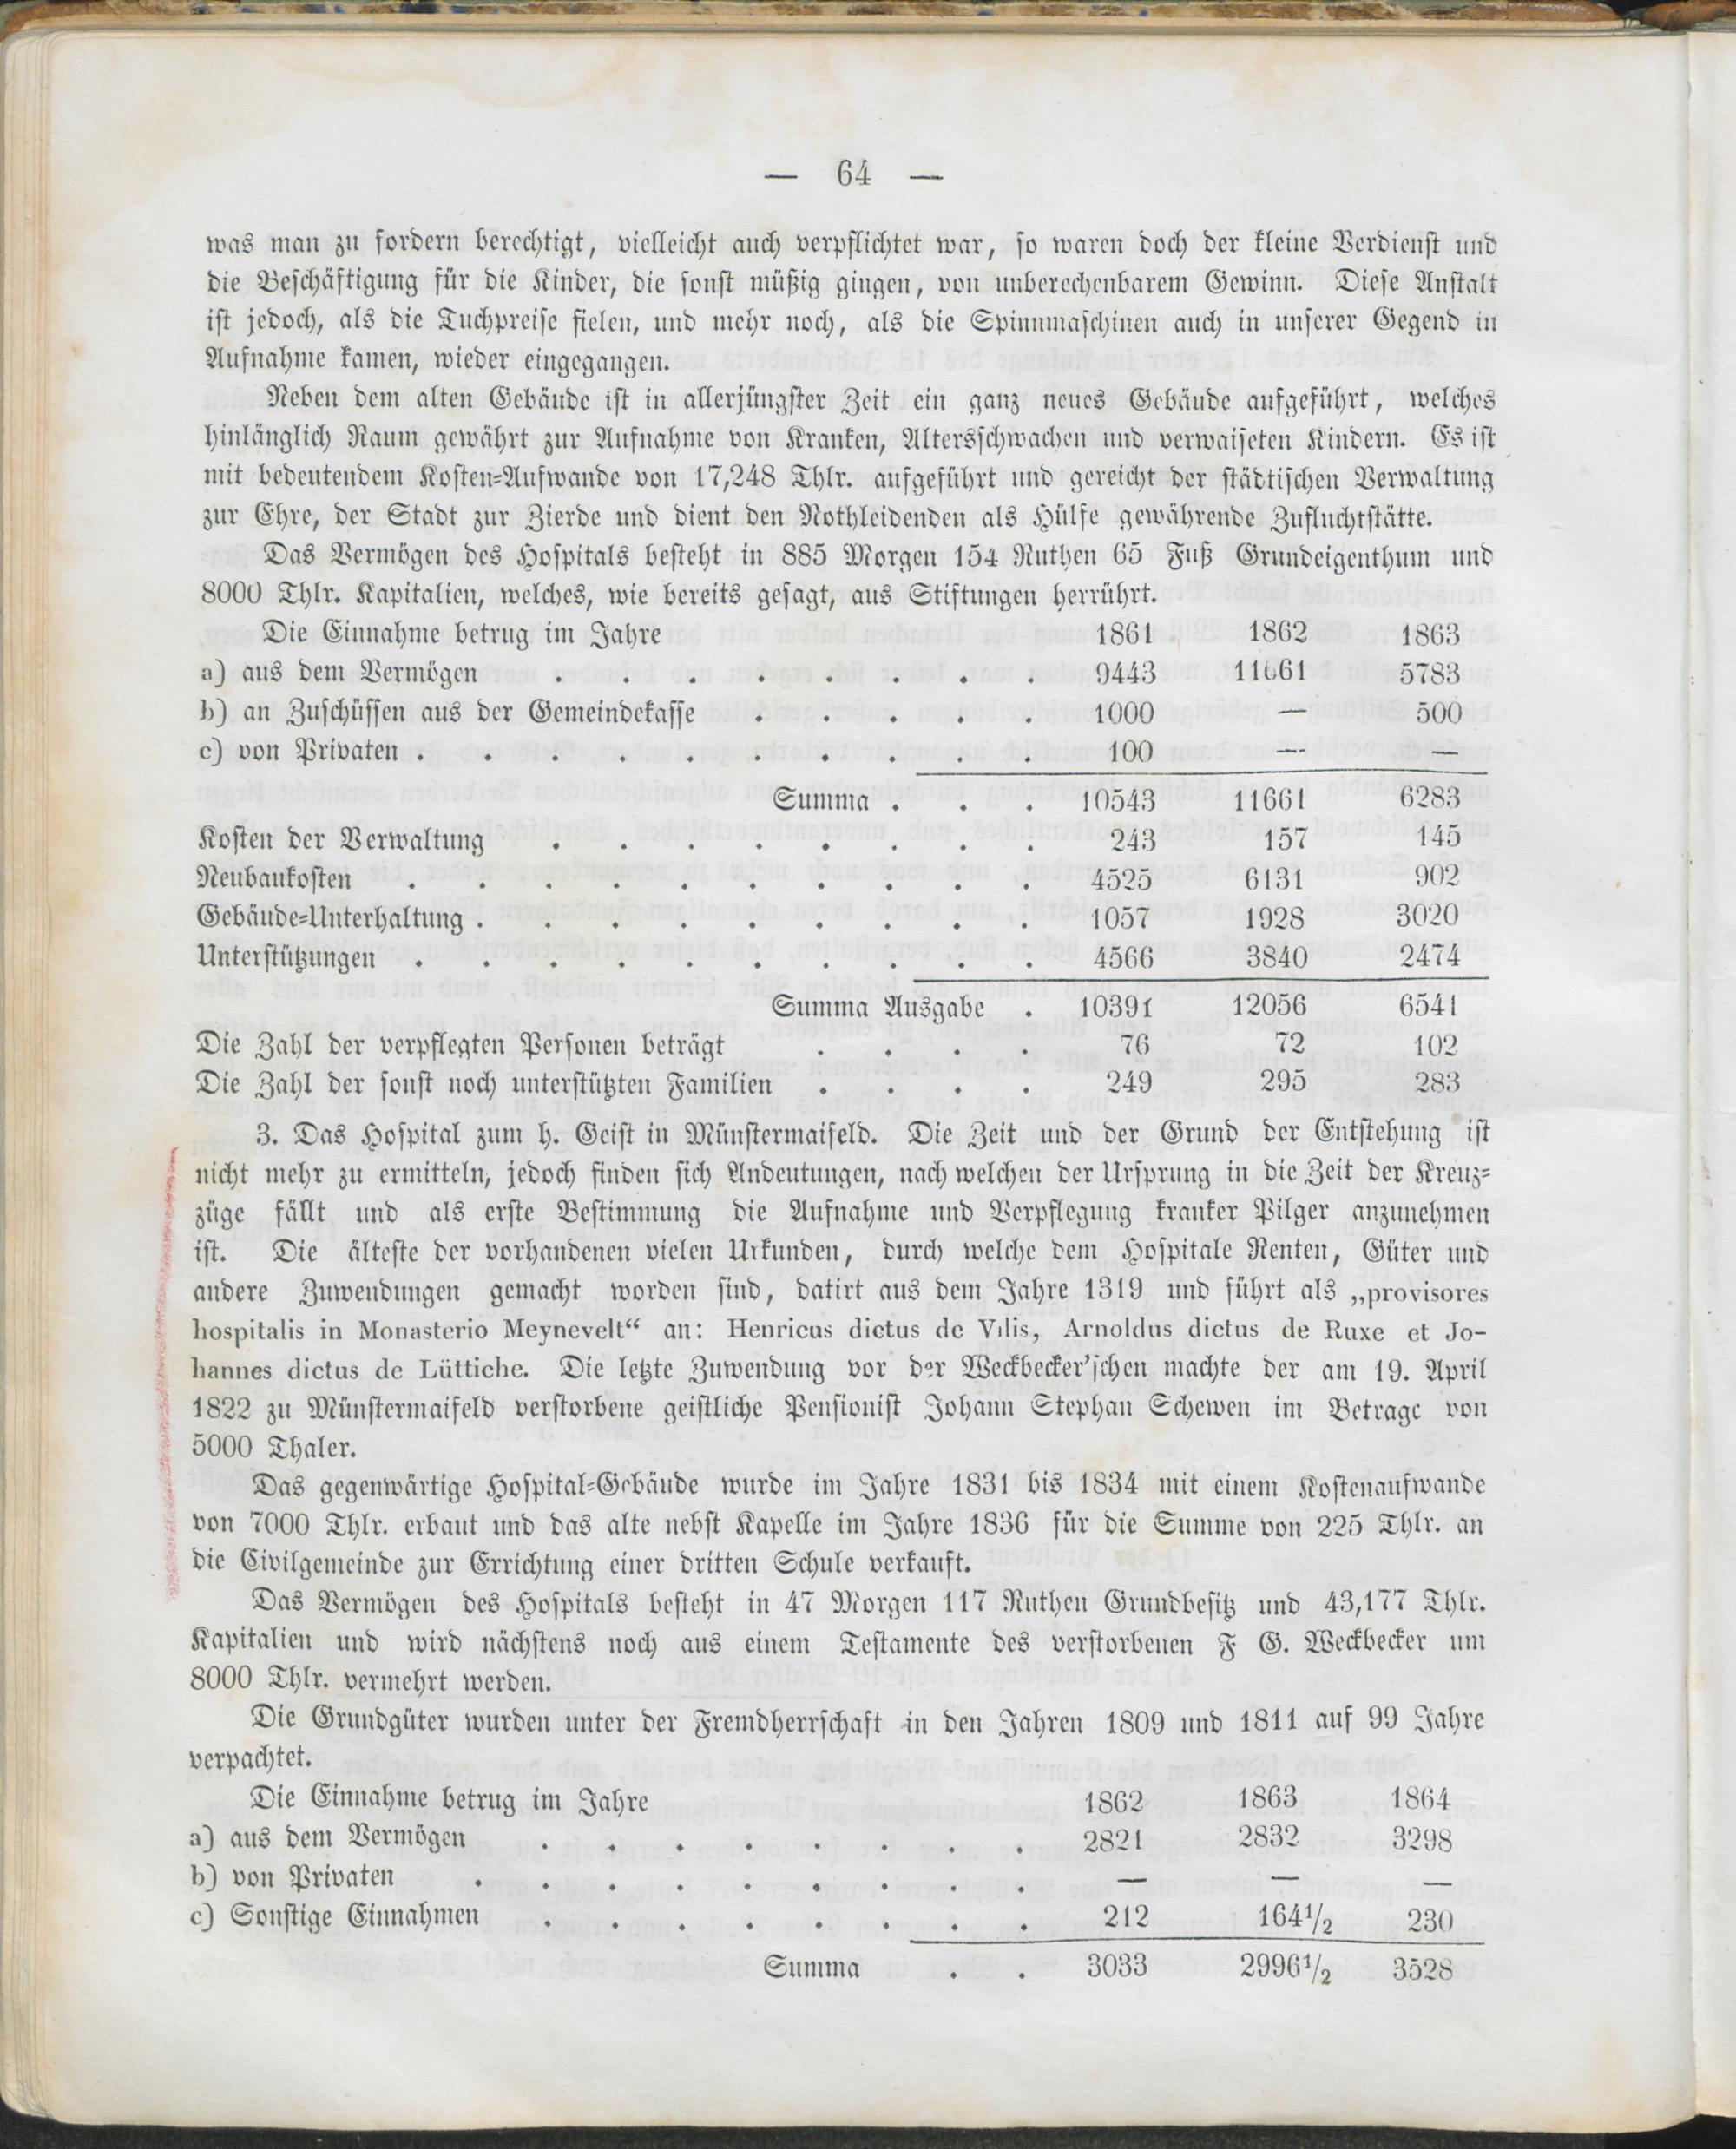 — 64 —
was man zu fordern berechtigt, vielleicht auch verpflichtet war, so waren doch der kleine Verdienst und
die Beschäftigung für die Kinder, die sonst müßig gingen, von unberechenbarem Gewinn. Diese Anstalt
ist jedoch, als die Tuchpreise fielen, und mehr noch, als die Spinnmaschinen auch in unserer Gegend in
Aufnahme kamen, wieder eingegangen.
Neben dem alten Gebäude ist in allerjüngster Zeit ein ganz neues Gebäude aufgeführt, welches
hinlänglich Raum gewährt zur Aufnahme von Kranken, Altersschwachen und verwaiseten Kindern. Es ist
mit bedeutendem Kosten-Aufwande von 17,248 Thlr. aufgeführt und gereicht der städtischen Verwaltung
zur Ehre, der Stadt zur Zierde und dient den Nothleidenden als Hülfe gewährende Zufluchtstätte.
Das Vermögen des Hospitals besteht in 885 Morgen 154 Ruthen 65 Fuß Grundeigenthum und
8000 Thlr. Kapitalien, welches, wie bereits gesagt, aus Stiftungen herrührt.
Die Einnahme betrug im Jahre 1861 1862 1863
a) aus dem Vermögen . . . . . . . . 9443 11661 5783
b) an Zuschüssen aus der Gemeindekasse . . . . . 1000 — 500
c) von Privaten . . . . . . . . . . 100 — —
Summa . . . 10543 11661 6283
Kosten der Verwaltung . . . . . . . . 243 157 145
Neubaukosten . . . . . . . . . . 4525 6131 902
Gebäude-Unterhaltung . . . . . . . . . 1057 1928 3020
Unterstützungen . . . . . . . . . . 4566 3840 2474
Summa Ausgabe . 10391 12056 6541
Die Zahl der verpflegten Personen beträgt . . . . 76 72 102
Die Zahl der sonst noch unterstützten Familien . . . . 249 295 283
3. Das Hospital zum h. Geist in Münstermaifeld. Die Zeit und der Grund der Entstehung ist
nicht mehr zu ermitteln, jedoch finden sich Andeutungen, nach welchen der Ursprung in die Zeit der Kreuz-
züge fällt und als erste Bestimmung die Aufnahme und Verpflegung kranker Pilger anzunehmen
ist. Die älteste der vorhandenen vielen Urkunden, durch welche dem Hospitale Renten, Güter und
andere Zuwendungen gemacht worden sind, datirt aus dem Jahre 1319 und führt als „provisores
hospitalis in Monasterio Meynevelt“ an: Henricus dictus de Vilis, Arnoldus dictus de Ruxe et Jo-
hannes dictus de Lüttiche. Die letzte Zuwendung vor der Weckbecker'schen machte der am 19. April
1822 zu Münstermaifeld verstorbene geistliche Pensionist Johann Stephan Schewen im Betrage von
5000 Thaler.
Das gegenwärtige Hospital-Gebäude wurde im Jahre 1831 bis 1834 mit einem Kostenaufwande
von 7000 Thlr. erbaut und das alte nebst Kapelle im Jahre 1836 für die Summe von 225 Thlr. an
die Civilgemeinde zur Errichtung einer dritten Schule verkauft.
Das Vermögen des Hospitals besteht in 47 Morgen 117 Ruthen Grundbesitz und 43,177 Thlr.
Kapitalien und wird nächstens noch aus einem Testamente des verstorbenen F G. Weckbecker um
8000 Thlr. vermehrt werden.
Die Grundgüter wurden unter der Fremdherrschaft in den Jahren 1809 und 1811 auf 99 Jahre
verpachtet.
Die Einnahme betrug im Jahre 1862 1863 1864
a) aus dem Vermögen . . . . . . . . 2821 2832 3298
b) von Privaten . . . . . . . . . — — —
c) Sonstige Einnahmen . . . . . . . . 212 164 1/2 230
Summa . . 3033 2996 1/2 3528